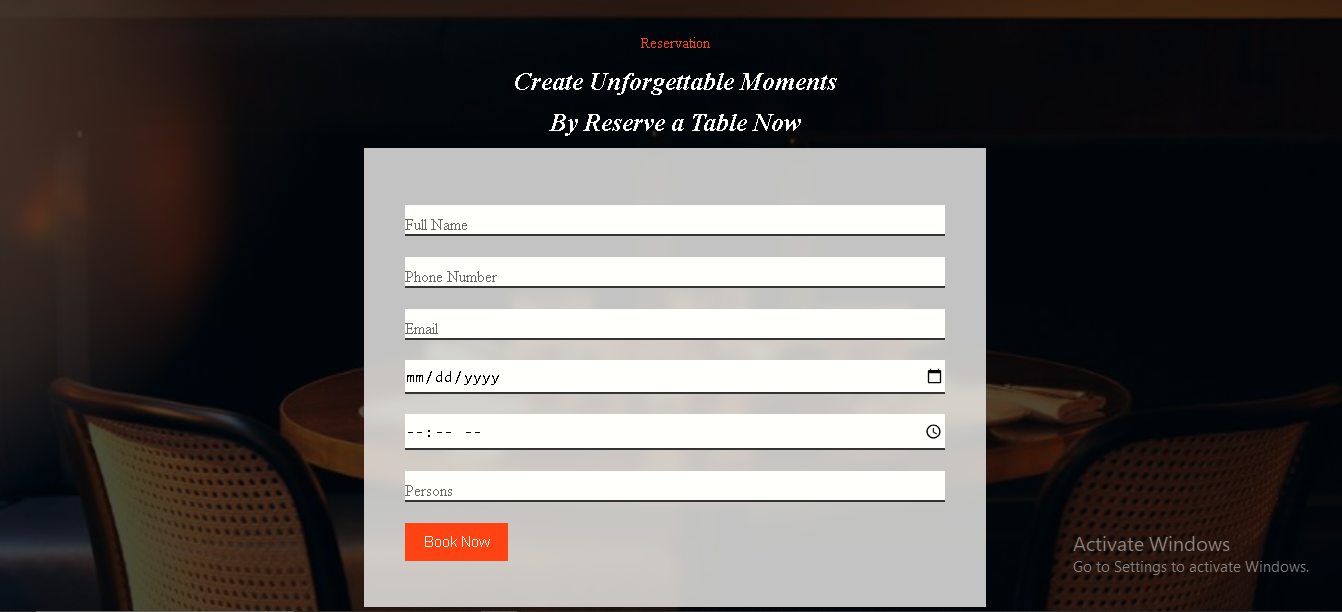 Reservation
Create Unforgettable Moments
By Reserve a Table Now
Full Name
Phone Number
Email
mm/dd/yyyy
--:-- --
Persons
Book Now
Activate Windows
Go to Settings to activate Windows.